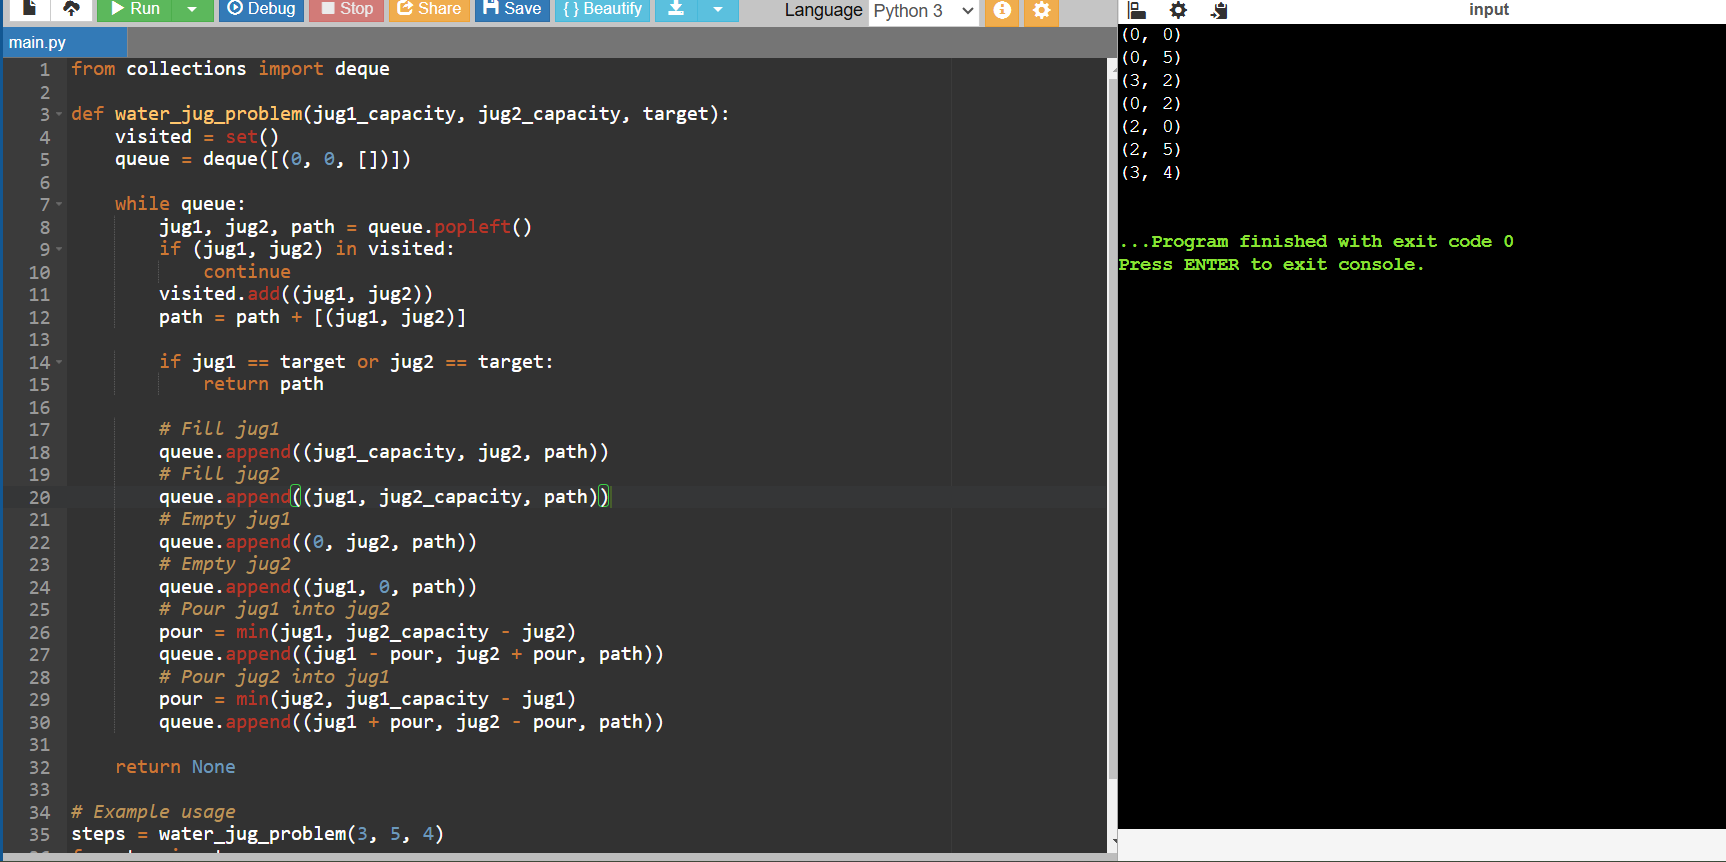 Run Debug Stop Share Save { } Beautify Language Python 3
main.py
1 from collections import deque
2
3 def water_jug_problem(jug1_capacity, jug2_capacity, target):
4 visited = set()
5 queue = deque([(0, 0, [])])
6
7 while queue:
8 jug1, jug2, path = queue.popleft()
9 if (jug1, jug2) in visited:
10 continue
11 visited.add((jug1, jug2))
12 path = path + [(jug1, jug2)]
13
14 if jug1 == target or jug2 == target:
15 return path
16
17 # Fill jug1
18 queue.append((jug1_capacity, jug2, path))
19 # Fill jug2
20 queue.append((jug1, jug2_capacity, path))
21 # Empty jug1
22 queue.append((0, jug2, path))
23 # Empty jug2
24 queue.append((jug1, 0, path))
25 # Pour jug1 into jug2
26 pour = min(jug1, jug2_capacity - jug2)
27 queue.append((jug1 - pour, jug2 + pour, path))
28 # Pour jug2 into jug1
29 pour = min(jug2, jug1_capacity - jug1)
30 queue.append((jug1 + pour, jug2 - pour, path))
31
32 return None
33
34 # Example usage
35 steps = water_jug_problem(3, 5, 4)
input
(0, 0)
(0, 5)
(3, 2)
(0, 2)
(2, 0)
(2, 5)
(3, 4)
...Program finished with exit code 0
Press ENTER to exit console.